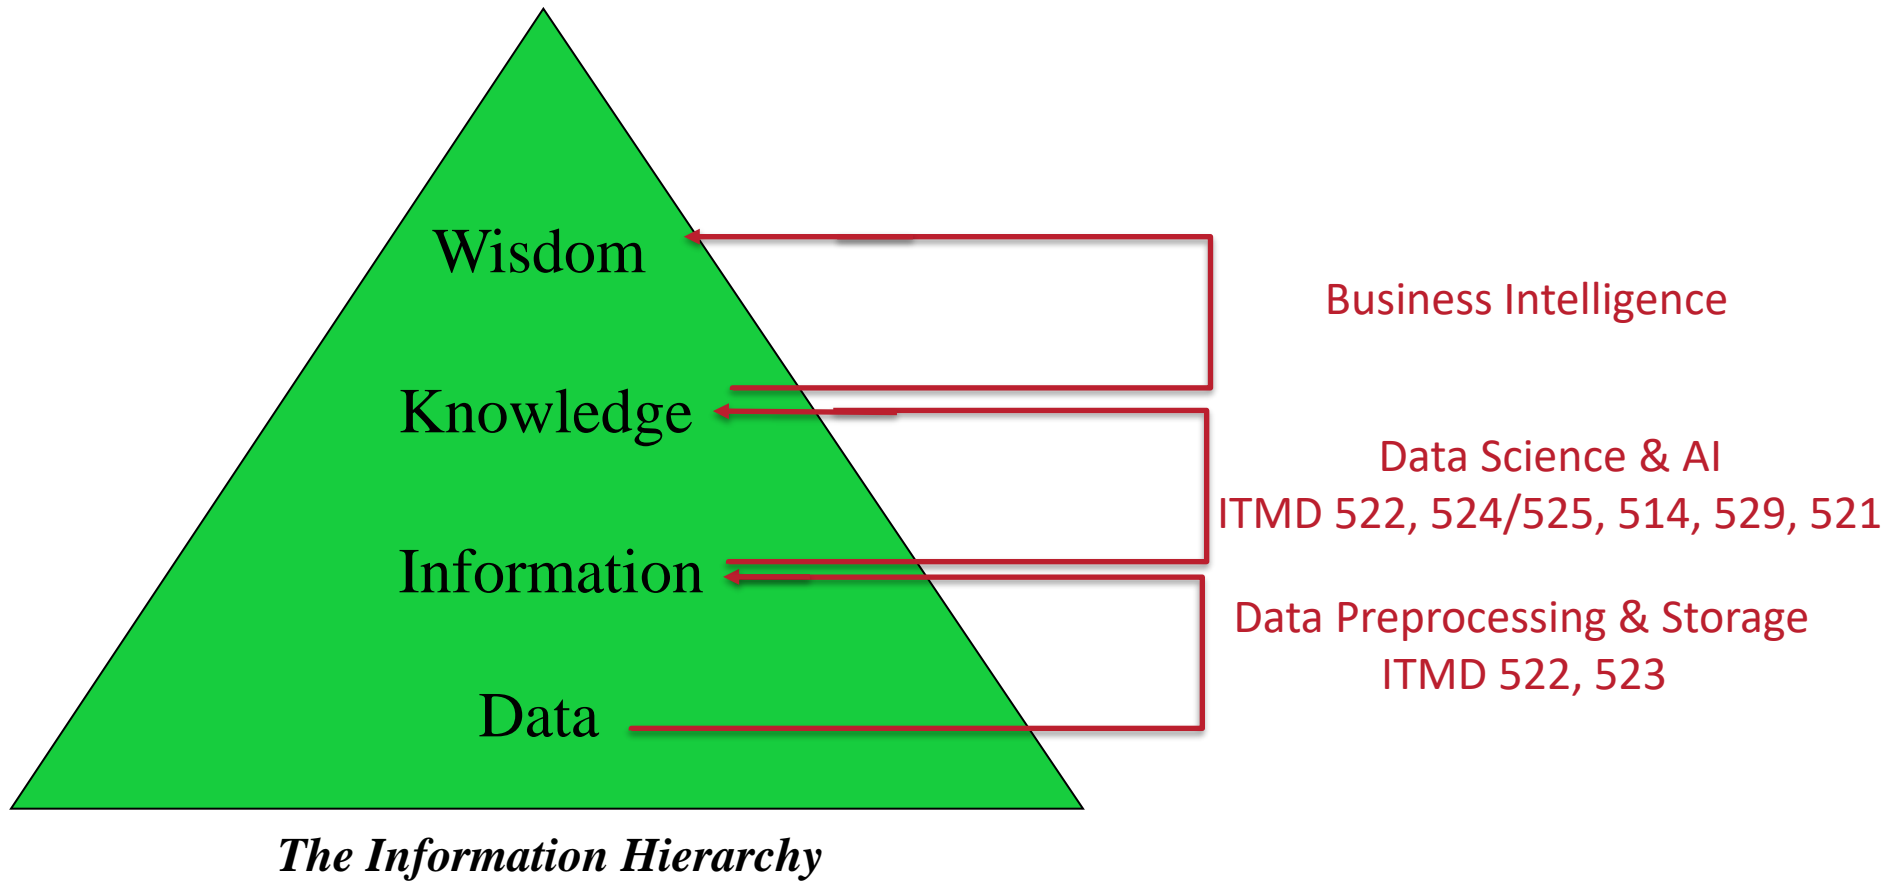 Wisdom
Business Intelligence
Knowledge
Data Science & AI
ITMD 522, 524/525, 514, 529, 521
Information
Data Preprocessing & Storage
ITMD 522, 523
Data
The Information Hierarchy